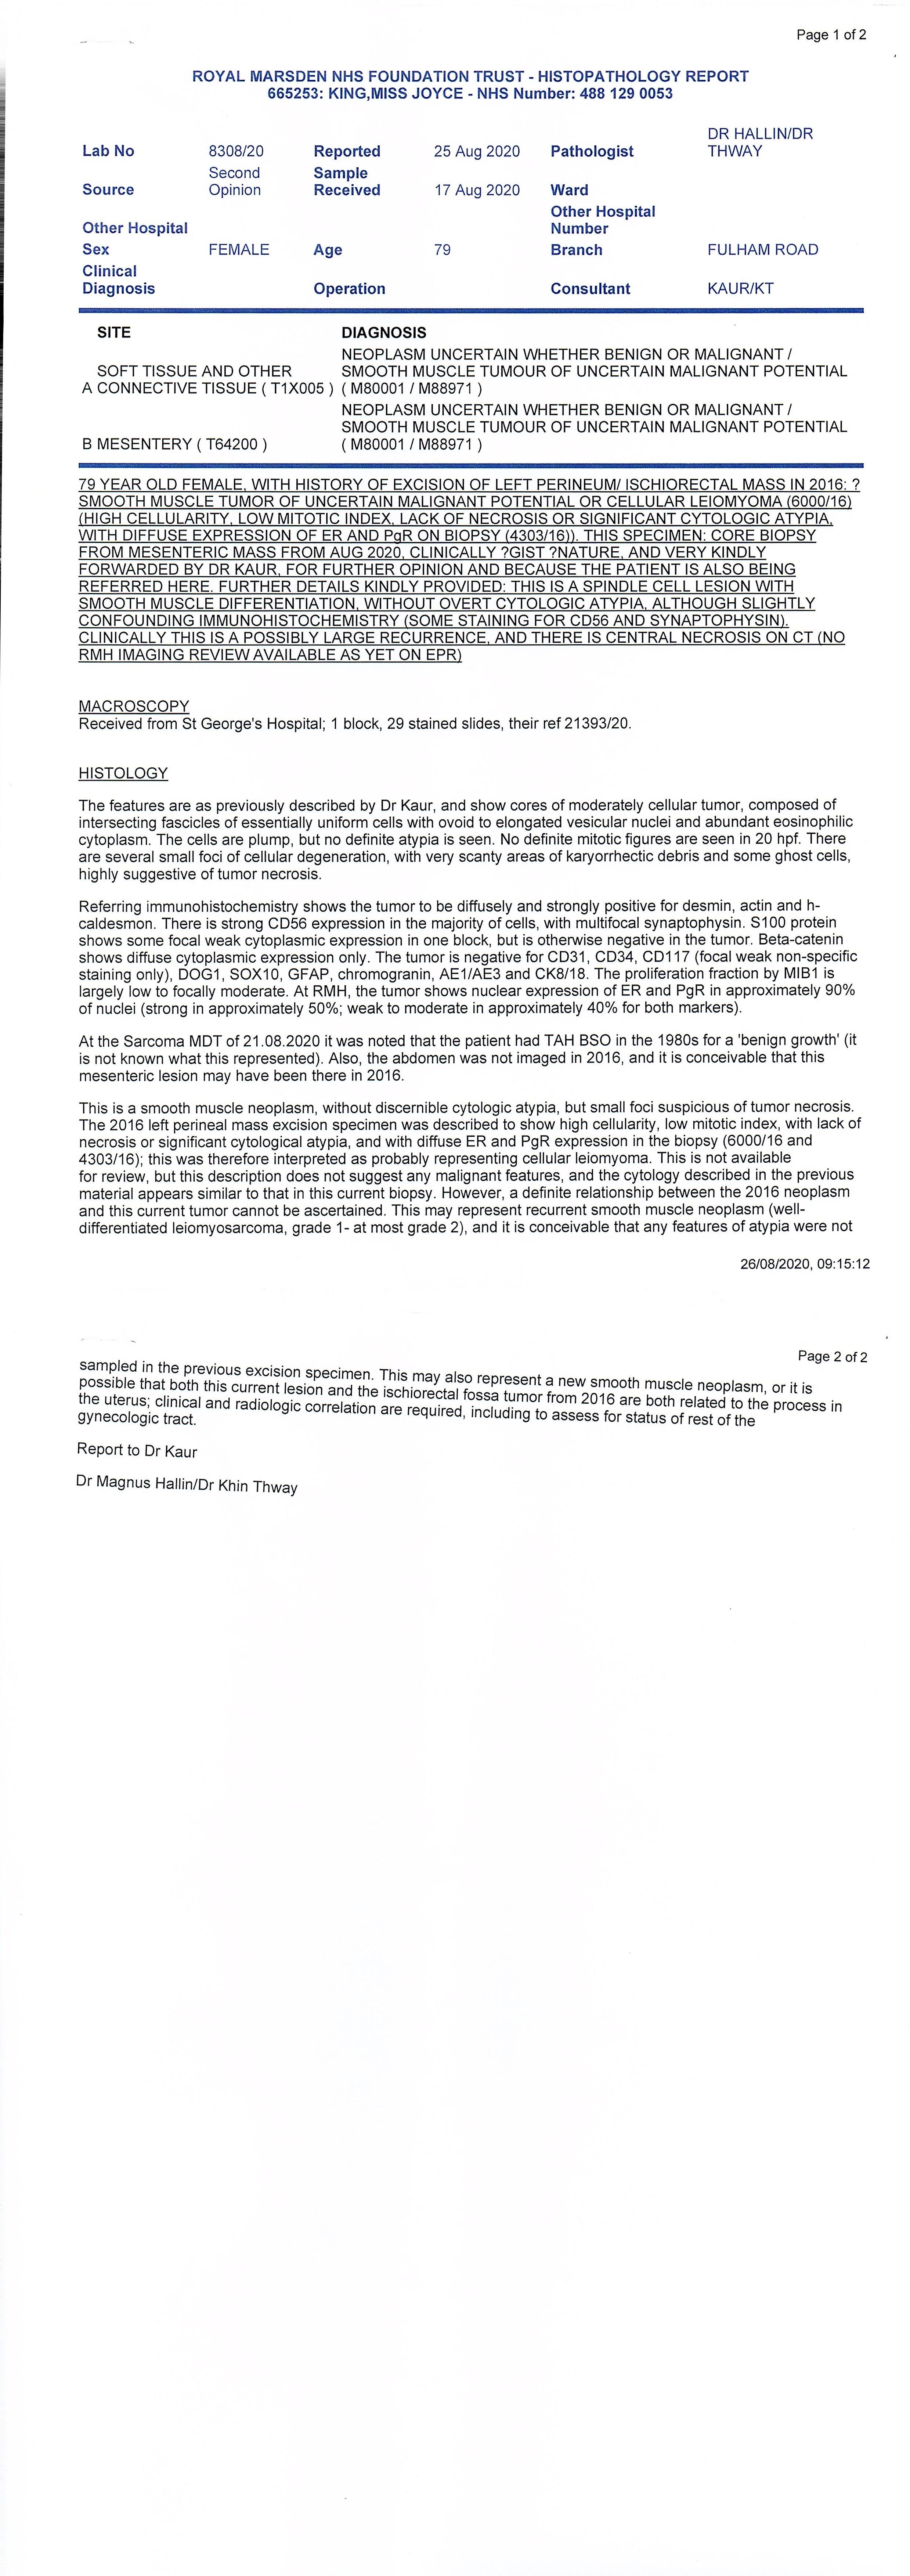 Page 1 of 2
ROYAL MARSDEN NHS FOUNDATION TRUST - HISTOPATHOLOGY REPORT
665253: KING,MISS JOYCE - NHS Number: 488 129 0053
Lab No 8308/20 Reported 25 Aug 2020 Pathologist DR HALLIN/DR THWAY
Source Second Opinion Sample Received 17 Aug 2020 Ward
Other Hospital Other Hospital Number
Sex FEMALE Age 79 Branch FULHAM ROAD
Clinical Diagnosis Operation Consultant KAUR/KT
SITE DIAGNOSIS
A SOFT TISSUE AND OTHER CONNECTIVE TISSUE ( T1X005 ) NEOPLASM UNCERTAIN WHETHER BENIGN OR MALIGNANT / SMOOTH MUSCLE TUMOUR OF UNCERTAIN MALIGNANT POTENTIAL ( M80001 / M88971 )
B MESENTERY ( T64200 ) NEOPLASM UNCERTAIN WHETHER BENIGN OR MALIGNANT / SMOOTH MUSCLE TUMOUR OF UNCERTAIN MALIGNANT POTENTIAL ( M80001 / M88971 )
79 YEAR OLD FEMALE, WITH HISTORY OF EXCISION OF LEFT PERINEUM/ ISCHIORECTAL MASS IN 2016: ?
SMOOTH MUSCLE TUMOR OF UNCERTAIN MALIGNANT POTENTIAL OR CELLULAR LEIOMYOMA (6000/16)
(HIGH CELLULARITY, LOW MITOTIC INDEX, LACK OF NECROSIS OR SIGNIFICANT CYTOLOGIC ATYPIA,
WITH DIFFUSE EXPRESSION OF ER AND PgR ON BIOPSY (4303/16)). THIS SPECIMEN: CORE BIOPSY
FROM MESENTERIC MASS FROM AUG 2020, CLINICALLY ?GIST ?NATURE, AND VERY KINDLY
FORWARDED BY DR KAUR, FOR FURTHER OPINION AND BECAUSE THE PATIENT IS ALSO BEING
REFERRED HERE. FURTHER DETAILS KINDLY PROVIDED: THIS IS A SPINDLE CELL LESION WITH
SMOOTH MUSCLE DIFFERENTIATION, WITHOUT OVERT CYTOLOGIC ATYPIA, ALTHOUGH SLIGHTLY
CONFOUNDING IMMUNOHISTOCHEMISTRY (SOME STAINING FOR CD56 AND SYNAPTOPHYSIN).
CLINICALLY THIS IS A POSSIBLY LARGE RECURRENCE, AND THERE IS CENTRAL NECROSIS ON CT (NO
RMH IMAGING REVIEW AVAILABLE AS YET ON EPR)
MACROSCOPY
Received from St George's Hospital; 1 block, 29 stained slides, their ref 21393/20.
HISTOLOGY
The features are as previously described by Dr Kaur, and show cores of moderately cellular tumor, composed of
intersecting fascicles of essentially uniform cells with ovoid to elongated vesicular nuclei and abundant eosinophilic
cytoplasm. The cells are plump, but no definite atypia is seen. No definite mitotic figures are seen in 20 hpf. There
are several small foci of cellular degeneration, with very scanty areas of karyorrhectic debris and some ghost cells,
highly suggestive of tumor necrosis.
Referring immunohistochemistry shows the tumor to be diffusely and strongly positive for desmin, actin and h-
caldesmon. There is strong CD56 expression in the majority of cells, with multifocal synaptophysin. S100 protein
shows some focal weak cytoplasmic expression in one block, but is otherwise negative in the tumor. Beta-catenin
shows diffuse cytoplasmic expression only. The tumor is negative for CD31, CD34, CD117 (focal weak non-specific
staining only), DOG1, SOX10, GFAP, chromogranin, AE1/AE3 and CK8/18. The proliferation fraction by MIB1 is
largely low to focally moderate. At RMH, the tumor shows nuclear expression of ER and PgR in approximately 90%
of nuclei (strong in approximately 50%; weak to moderate in approximately 40% for both markers).
At the Sarcoma MDT of 21.08.2020 it was noted that the patient had TAH BSO in the 1980s for a 'benign growth' (it
is not known what this represented). Also, the abdomen was not imaged in 2016, and it is conceivable that this
mesenteric lesion may have been there in 2016.
This is a smooth muscle neoplasm, without discernible cytologic atypia, but small foci suspicious of tumor necrosis.
The 2016 left perineal mass excision specimen was described to show high cellularity, low mitotic index, with lack of
necrosis or significant cytological atypia, and with diffuse ER and PgR expression in the biopsy (6000/16 and
4303/16); this was therefore interpreted as probably representing cellular leiomyoma. This is not available
for review, but this description does not suggest any malignant features, and the cytology described in the previous
material appears similar to that in this current biopsy. However, a definite relationship between the 2016 neoplasm
and this current tumor cannot be ascertained. This may represent recurrent smooth muscle neoplasm (well-
differentiated leiomyosarcoma, grade 1- at most grade 2), and it is conceivable that any features of atypia were not
26/08/2020, 09:15:12
Page 2 of 2
sampled in the previous excision specimen. This may also represent a new smooth muscle neoplasm, or it is
possible that both this current lesion and the ischiorectal fossa tumor from 2016 are both related to the process in
the uterus; clinical and radiologic correlation are required, including to assess for status of rest of the
gynecologic tract.
Report to Dr Kaur
Dr Magnus Hallin/Dr Khin Thway